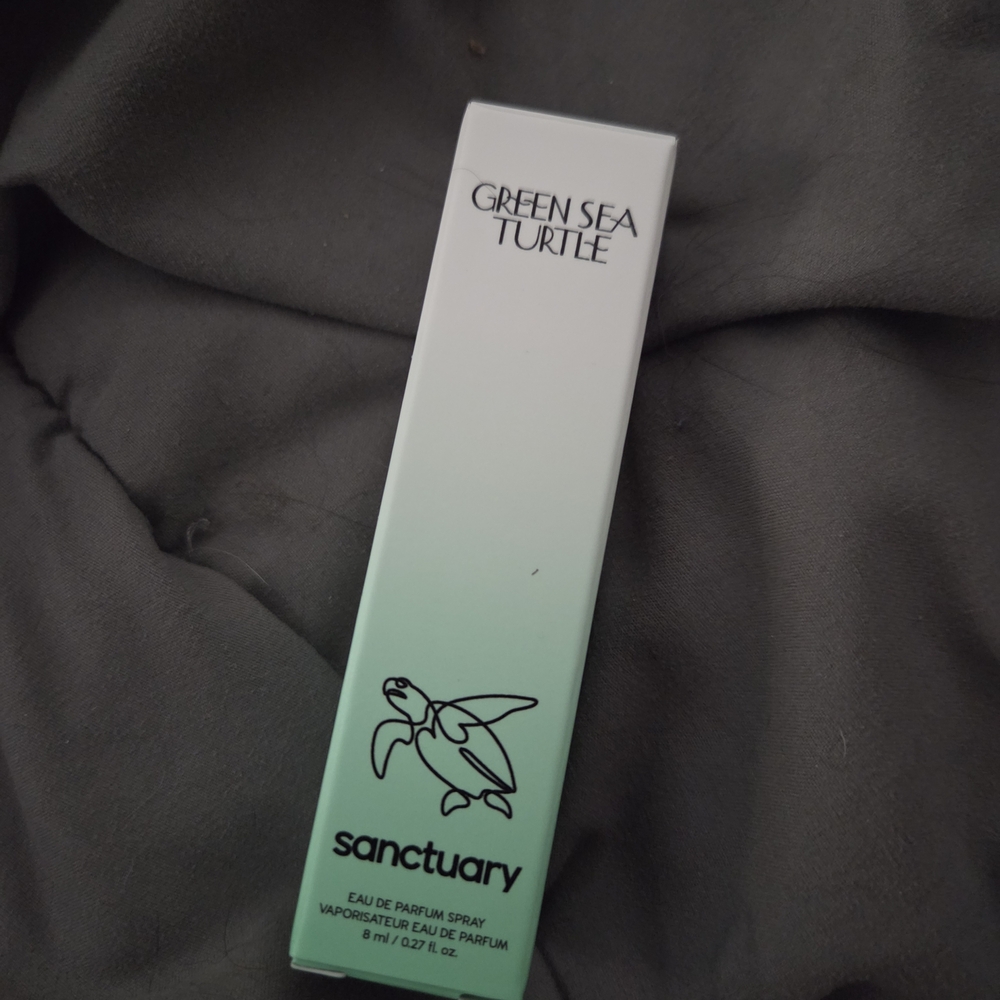 GREEN SEA
TURTLE
sanctuary
EAU DE PARFUM SPRAY
VAPORISATEUR EAU DE PARFUM
8 ml / 0.27 fl. oz.